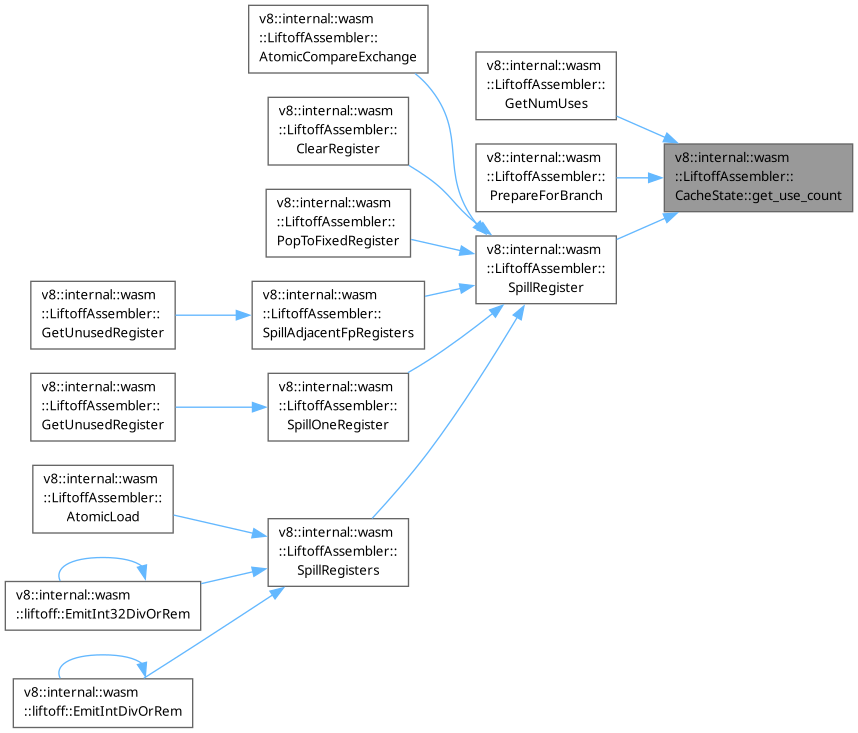 v8::internal::wasm
::LiftoffAssembler::
AtomicCompareExchange
v8::internal::wasm
::LiftoffAssembler::
GetNumUses
v8::internal::wasm
::LiftoffAssembler::
ClearRegister
v8::internal::wasm
::LiftoffAssembler::
PrepareForBranch
v8::internal::wasm
::LiftoffAssembler::
CacheState::get_use_count
v8::internal::wasm
::LiftoffAssembler::
PopToFixedRegister
v8::internal::wasm
::LiftoffAssembler::
SpillRegister
v8::internal::wasm
::LiftoffAssembler::
GetUnusedRegister
v8::internal::wasm
::LiftoffAssembler::
SpillAdjacentFpRegisters
v8::internal::wasm
::LiftoffAssembler::
GetUnusedRegister
v8::internal::wasm
::LiftoffAssembler::
SpillOneRegister
v8::internal::wasm
::LiftoffAssembler::
AtomicLoad
v8::internal::wasm
::LiftoffAssembler::
SpillRegisters
v8::internal::wasm
::liftoff::EmitInt32DivOrRem
v8::internal::wasm
::liftoff::EmitIntDivOrRem